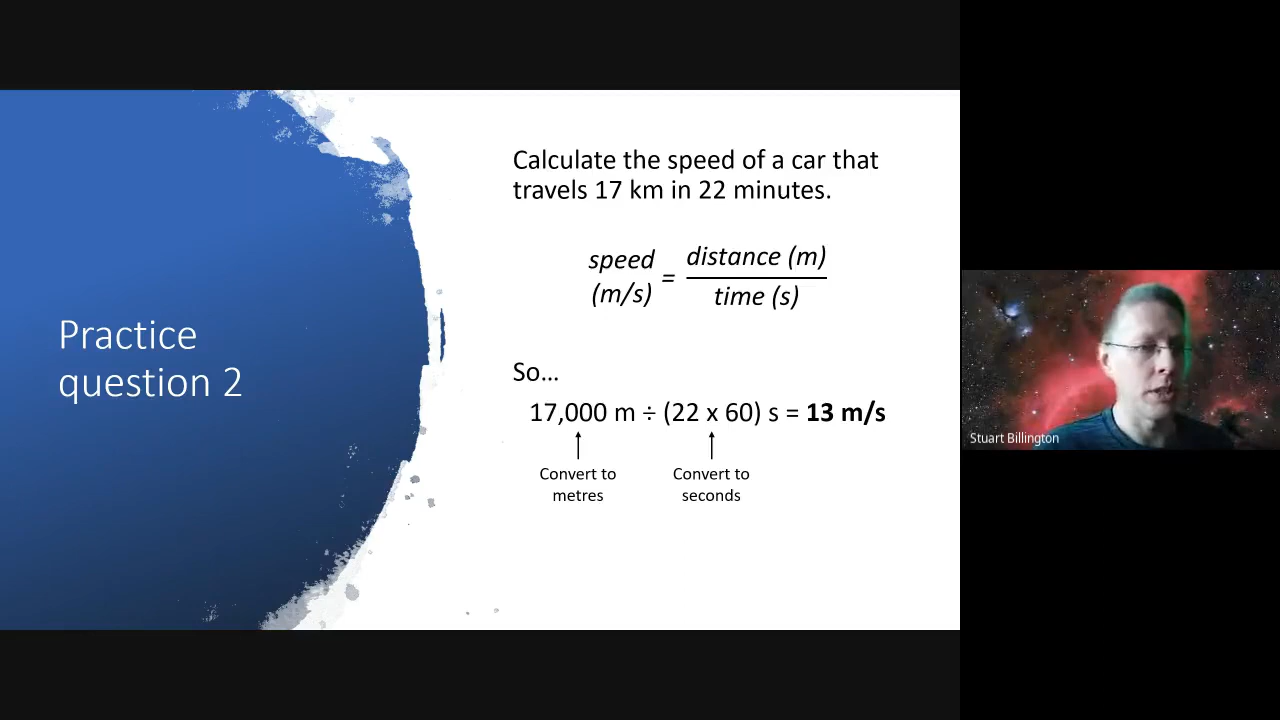 Practice
question 2
Calculate the speed of a car that
travels 17 km in 22 minutes.
speed
(m/s)
=
distance (m)
time (s)
So…
17,000 m ÷ (22 x 60) s = 13 m/s
Convert to
metres
Convert to
seconds
Stuart Billington